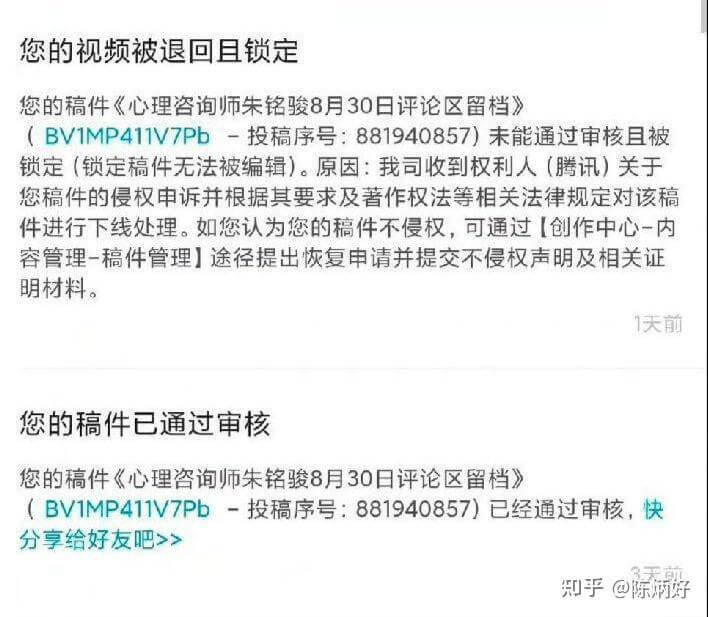 您的视频被退回且锁定
您的稿件《心理咨询师朱铭骏8月30日评论区留档》
（ BV1MP411V7Pb - 投稿序号：881940857）未能通过审核且被
锁定（锁定稿件无法被编辑）。原因：我司收到权利人（腾讯）关于
您稿件的侵权申诉并根据其要求及著作权法等相关法律规定对该稿
件进行下线处理。如您认为您的稿件不侵权，可通过【创作中心-内
容管理-稿件管理】途径提出恢复申请并提交不侵权声明及相关证
明材料。
1天前
您的稿件已通过审核
您的稿件《心理咨询师朱铭骏8月30日评论区留档》
（ BV1MP411V7Pb - 投稿序号：881940857）已经通过审核，快
分享给好友吧>>
3天前
知乎 @陈炳好